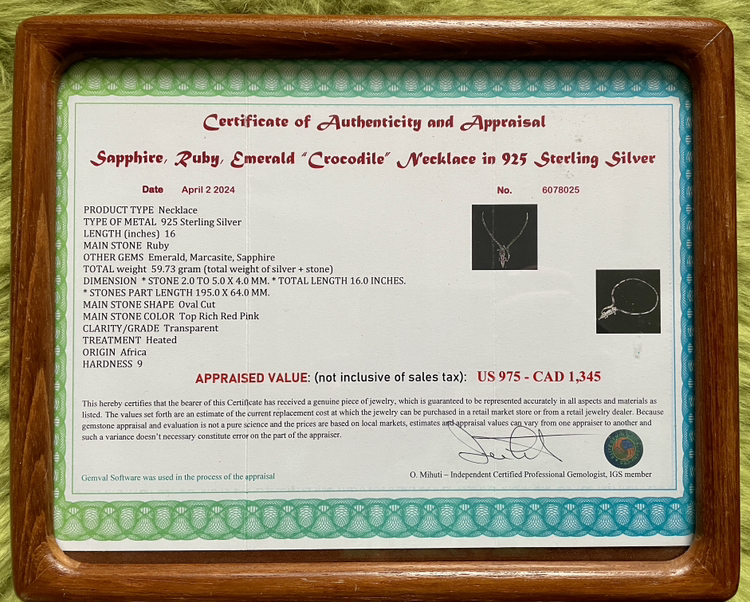 Certificate of Authenticity and Appraisal
Sapphire, Ruby, Emerald "Crocodile" Necklace in 925 Sterling Silver
Date April 2 2024 No. 6078025
PRODUCT TYPE Necklace
TYPE OF METAL 925 Sterling Silver
LENGTH (inches) 16
MAIN STONE Ruby
OTHER GEMS Emerald, Marcasite, Sapphire
TOTAL weight 59.73 gram (total weight of silver + stone)
DIMENSION * STONE 2.0 TO 5.0 X 4.0 MM. * TOTAL LENGTH 16.0 INCHES.
* STONES PART LENGTH 195.0 X 64.0 MM.
MAIN STONE SHAPE Oval Cut
MAIN STONE COLOR Top Rich Red Pink
CLARITY/GRADE Transparent
TREATMENT Heated
ORIGIN Africa
HARDNESS 9
APPRAISED VALUE: (not inclusive of sales tax): US 975 - CAD 1,345
This hereby certifies that the bearer of this Certificate has received a genuine piece of jewelry, which is guaranteed to be represented accurately in all aspects and materials as
listed. The values set forth are an estimate of the current replacement cost at which the jewelry can be purchased in a retail market store or from a retail jewelry dealer. Because
gemstone appraisal and evaluation is not a pure science and the prices are based on local markets, estimates and appraisal values can vary from one appraiser to another and
such a variance doesn't necessary constitute error on the part of the appraiser.
Gemval Software was used in the process of the appraisal
O. Mihuti – Independent Certified Professional Gemologist, IGS member